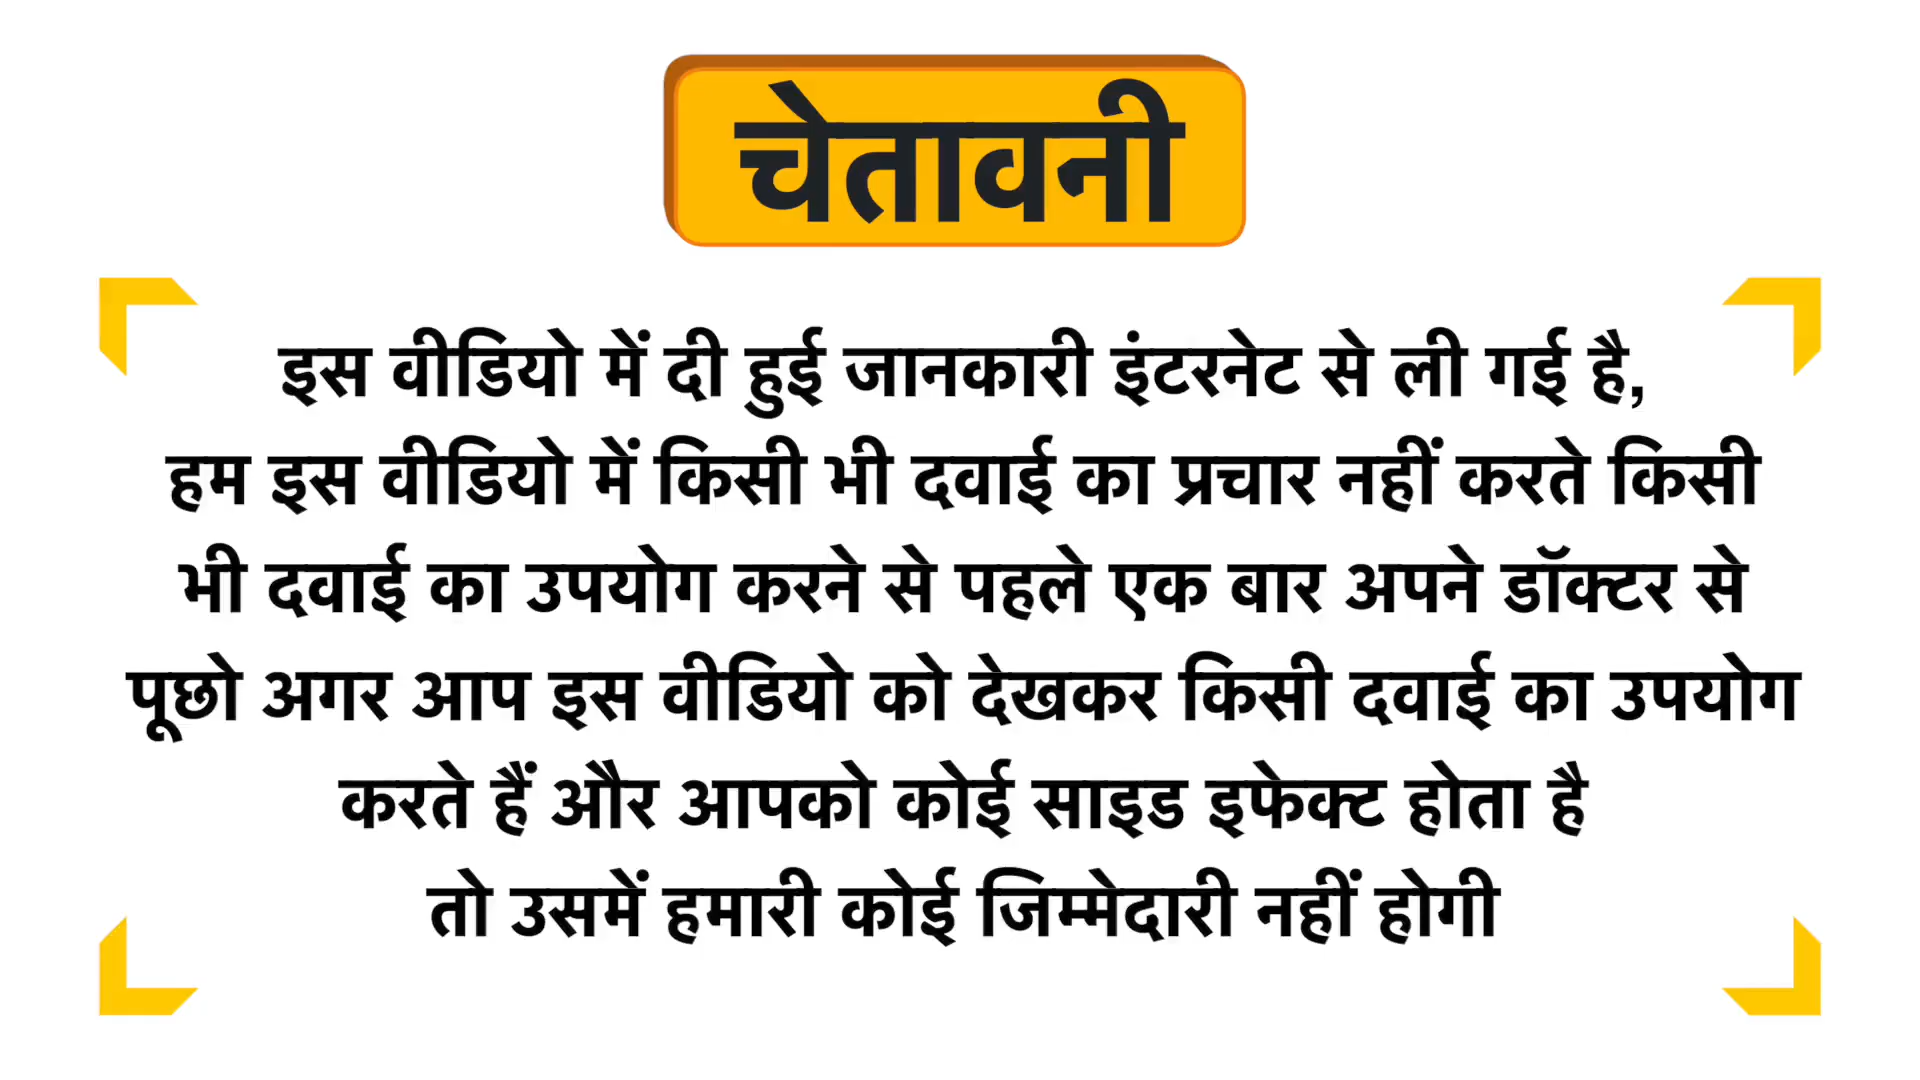 चेतावनी
इस वीडियो में दी हुई जानकारी इंटरनेट से ली गई है,
हम इस वीडियो में किसी भी दवाई का प्रचार नहीं करते किसी
भी दवाई का उपयोग करने से पहले एक बार अपने डॉक्टर से
पूछो अगर आप इस वीडियो को देखकर किसी दवाई का उपयोग
करते हैं और आपको कोई साइड इफेक्ट होता है
तो उसमें हमारी कोई जिम्मेदारी नहीं होगी